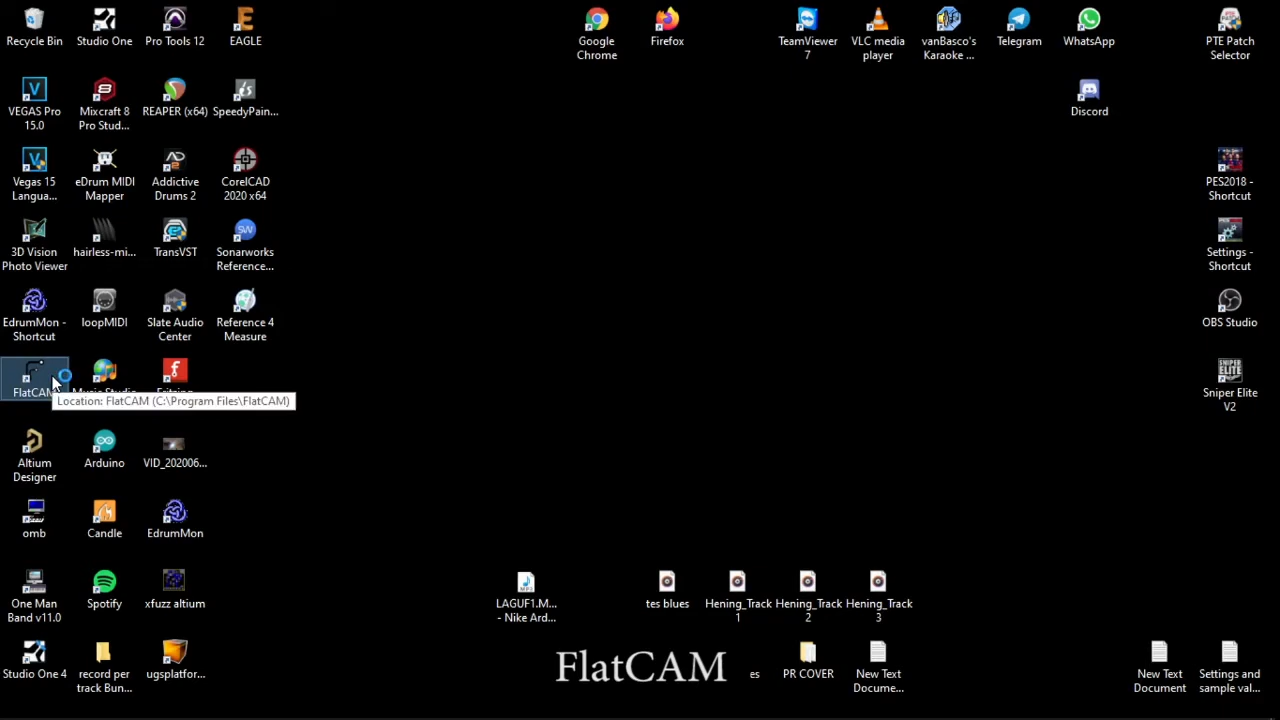 Recycle Bin
Studio One
Pro Tools 12
EAGLE
Google
Chrome
Firefox
TeamViewer
7
VLC media
player
vanBasco's
Karaoke ...
Telegram
WhatsApp
PTE Patch
Selector
VEGAS Pro
15.0
Mixcraft 8
Pro Stud...
REAPER (x64)
SpeedyPain...
Discord
Vegas 15
Langua...
eDrum MIDI
Mapper
Addictive
Drums 2
CorelCAD
2020 x64
PES2018 -
Shortcut
3D Vision
Photo Viewer
hairless-mi...
TransVST
Sonarworks
Reference...
Settings -
Shortcut
EdrumMon -
Shortcut
loopMIDI
Slate Audio
Center
Reference 4
Measure
OBS Studio
FlatCAM
Music Studio
Fritzing
Location: FlatCAM (C:\Program Files\FlatCAM)
Sniper Elite
V2
Altium
Designer
Arduino
VID_202006...
omb
Candle
EdrumMon
One Man
Band v11.0
Spotify
xfuzz altium
LAGUF1.M...
- Nike Ard...
tes blues
Hening_Track
1
Hening_Track
2
Hening_Track
3
Studio One 4
record per
track Bun...
ugsplatfor...
FlatCAM
es
PR COVER
New Text
Docume...
New Text
Document
Settings and
sample val...